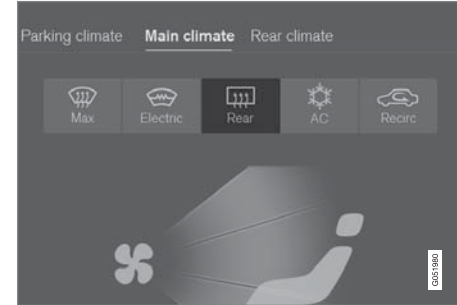 Parking climate Main climate Rear climate
Max Electric Rear AC Recirc
G051980